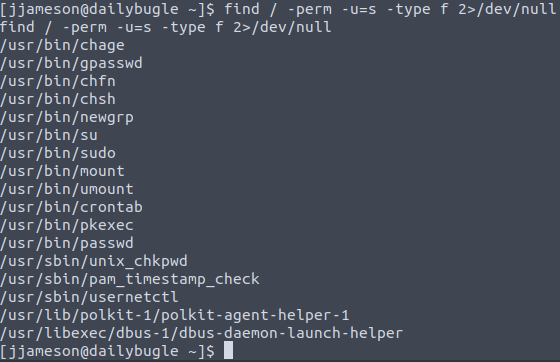 [jjameson@dailybugle ~]$ find / -perm -u=s -type f 2>/dev/null
find / -perm -u=s -type f 2>/dev/null
/usr/bin/chage
/usr/bin/gpasswd
/usr/bin/chfn
/usr/bin/chsh
/usr/bin/newgrp
/usr/bin/su
/usr/bin/sudo
/usr/bin/mount
/usr/bin/umount
/usr/bin/crontab
/usr/bin/pkexec
/usr/bin/passwd
/usr/sbin/unix_chkpwd
/usr/sbin/pam_timestamp_check
/usr/sbin/usernetctl
/usr/lib/polkit-1/polkit-agent-helper-1
/usr/libexec/dbus-1/dbus-daemon-launch-helper
[jjameson@dailybugle ~]$